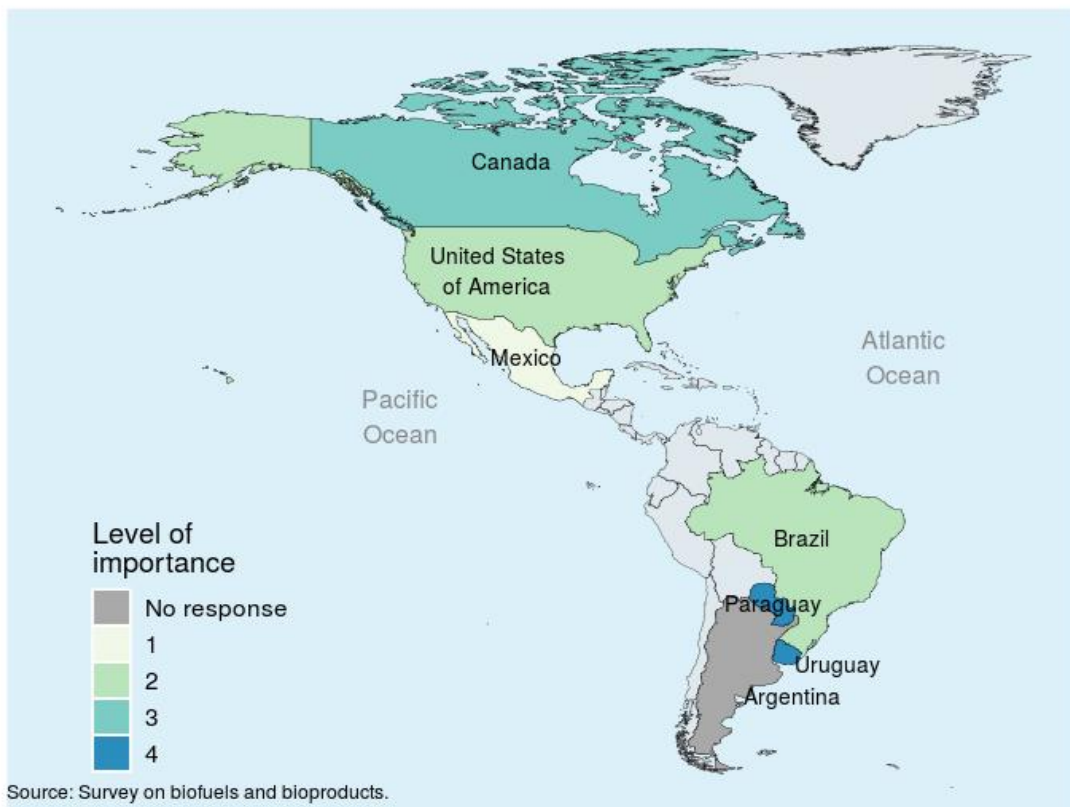 Canada
United States
of America
Mexico
Atlantic
Ocean
Pacific
Ocean
Brazil
Paraguay
Uruguay
Argentina
Level of
importance
No response
1
2
3
4
Source: Survey on biofuels and bioproducts.